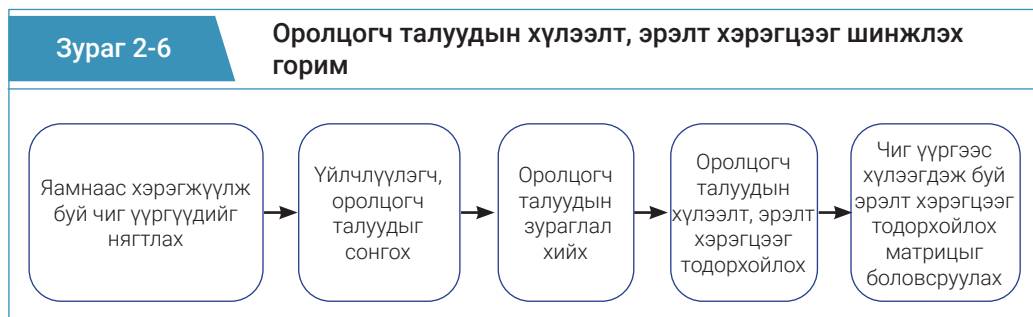 Зураг 2-6
Оролцогч талуудын хүлээлт, эрэлт хэрэгцээг шинжлэх
горим
Яамнаас хэрэгжүүлж
буй чиг үүргүүдийг
нягтлах
Үйлчлүүлэгч,
оролцогч
талуудыг
сонгох
Оролцогч
талуудын
зураглал
хийх
Оролцогч
талуудын
хүлээлт, эрэлт
хэрэгцээг
тодорхойлох
Чиг үүргээс
хүлээгдэж буй
эрэлт хэрэгцээг
тодорхойлох
матрицыг
боловсруулах